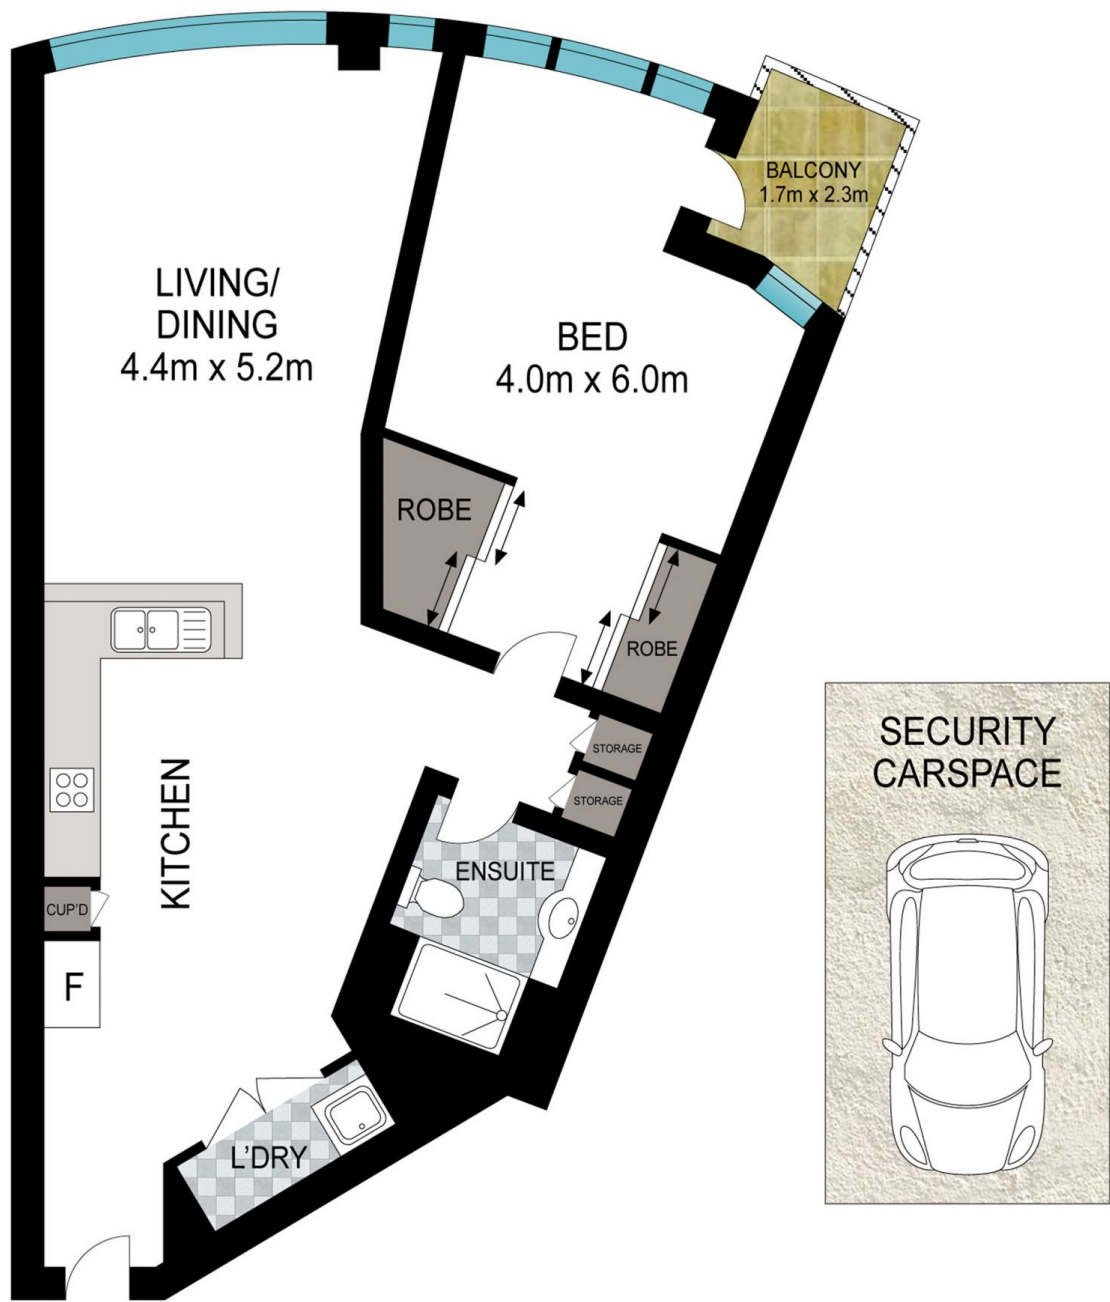 BALCONY
1.7m x 2.3m
LIVING/
DINING
4.4m x 5.2m
BED
4.0m x 6.0m
ROBE
ROBE
STORAGE
STORAGE
KITCHEN
ENSUITE
CUP'D
F
L'DRY
SECURITY
CARSPACE